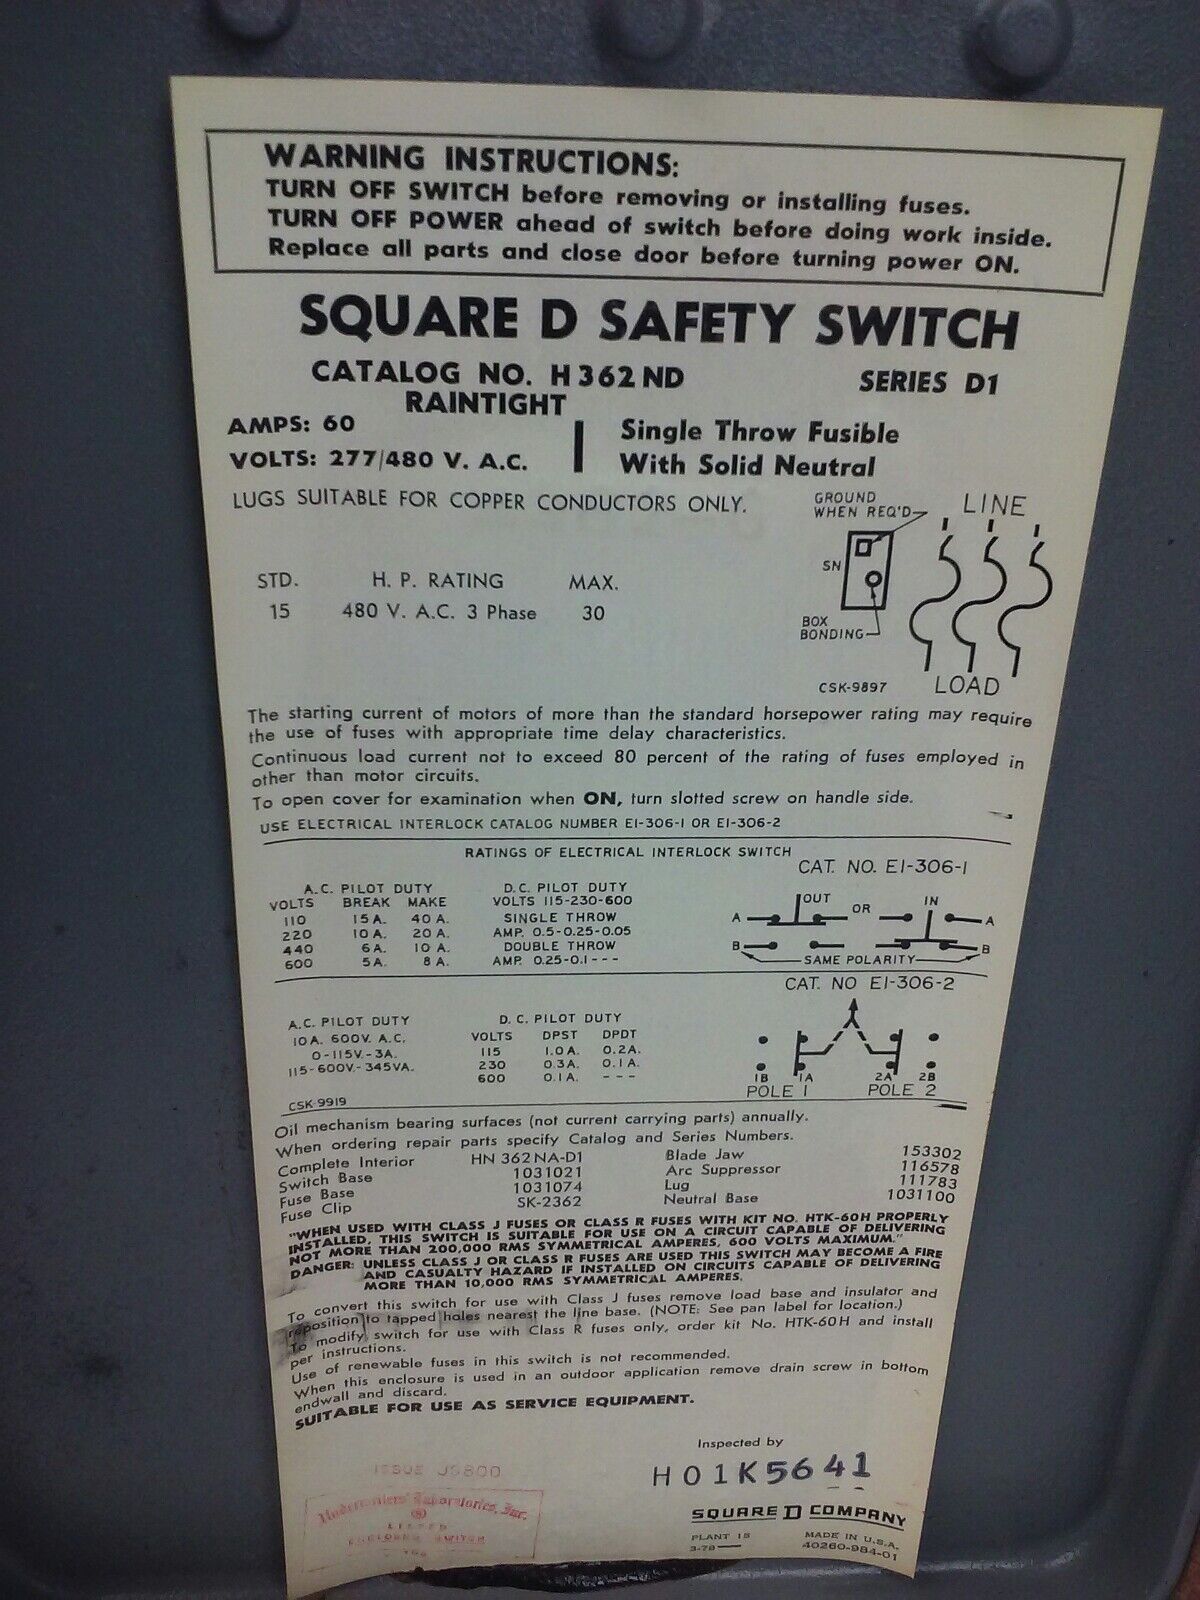 WARNING INSTRUCTIONS:
TURN OFF SWITCH before removing or installing fuses.
TURN OFF POWER ahead of switch before doing work inside.
Replace all parts and close door before turning power ON.
SQUARE D SAFETY SWITCH
CATALOG NO. H362ND SERIES D1
RAINTIGHT
AMPS: 60
VOLTS: 277/480 V. A.C.
Single Throw Fusible
With Solid Neutral
LUGS SUITABLE FOR COPPER CONDUCTORS ONLY.
GROUND
WHEN REQ'D
LINE
SN
BOX
BONDING
CSK-9897
LOAD
STD. H. P. RATING MAX.
15 480 V. A.C. 3 Phase 30
The starting current of motors of more than the standard horsepower rating may require
the use of fuses with appropriate time delay characteristics.
Continuous load current not to exceed 80 percent of the rating of fuses employed in
other than motor circuits.
To open cover for examination when ON, turn slotted screw on handle side.
USE ELECTRICAL INTERLOCK CATALOG NUMBER EI-306-1 OR EI-306-2
RATINGS OF ELECTRICAL INTERLOCK SWITCH
CAT. NO. EI-306-1
A.C. PILOT DUTY
VOLTS BREAK MAKE
110 15A. 40A.
220 10A. 20A.
440 6A. 10A.
600 5A. 8A.
D.C. PILOT DUTY
VOLTS 115-230-600
SINGLE THROW
AMP. 0.5-0.25-0.05
DOUBLE THROW
AMP. 0.25-0.1---
OUT OR IN
A A
B B
SAME POLARITY
CAT. NO EI-306-2
A.C. PILOT DUTY
10A. 600V. A.C.
0-115V.-3A.
115-600V.-345VA.
D.C. PILOT DUTY
VOLTS DPST DPDT
115 1.0A. 0.2A.
230 0.3A. 0.1A.
600 0.1A. ---
1B 1A 2A 2B
POLE 1 POLE 2
CSK-9919
Oil mechanism bearing surfaces (not current carrying parts) annually.
When ordering repair parts specify Catalog and Series Numbers.
Complete Interior HN 362NA-D1 Blade Jaw 153302
Switch Base 1031021 Arc Suppressor 116578
Fuse Base 1031074 Lug 111783
Fuse Clip SK-2362 Neutral Base 1031100
"WHEN USED WITH CLASS J FUSES OR CLASS R FUSES WITH KIT NO. HTK-60H PROPERLY
INSTALLED, THIS SWITCH IS SUITABLE FOR USE ON A CIRCUIT CAPABLE OF DELIVERING
NOT MORE THAN 200,000 RMS SYMMETRICAL AMPERES, 600 VOLTS MAXIMUM."
DANGER: UNLESS CLASS J OR CLASS R FUSES ARE USED THIS SWITCH MAY BECOME A FIRE
AND CASUALTY HAZARD IF INSTALLED ON CIRCUITS CAPABLE OF DELIVERING
MORE THAN 10,000 RMS SYMMETRICAL AMPERES.
To convert this switch for use with Class J fuses remove load base and insulator and
reposition to tapped holes nearest the line base. (NOTE: See pan label for location.)
To modify switch for use with Class R fuses only, order kit No. HTK-60H and install
per instructions.
Use of renewable fuses in this switch is not recommended.
When this enclosure is used in an outdoor application remove drain screw in bottom
endwall and discard.
SUITABLE FOR USE AS SERVICE EQUIPMENT.
Inspected by
H01K5641
ISSUE
Underwriters' Laboratories, Inc.
LISTED
ENCLOSED SWITCH
SQUARE D COMPANY
PLANT 15 MADE IN U.S.A.
3-78 40260-984-01